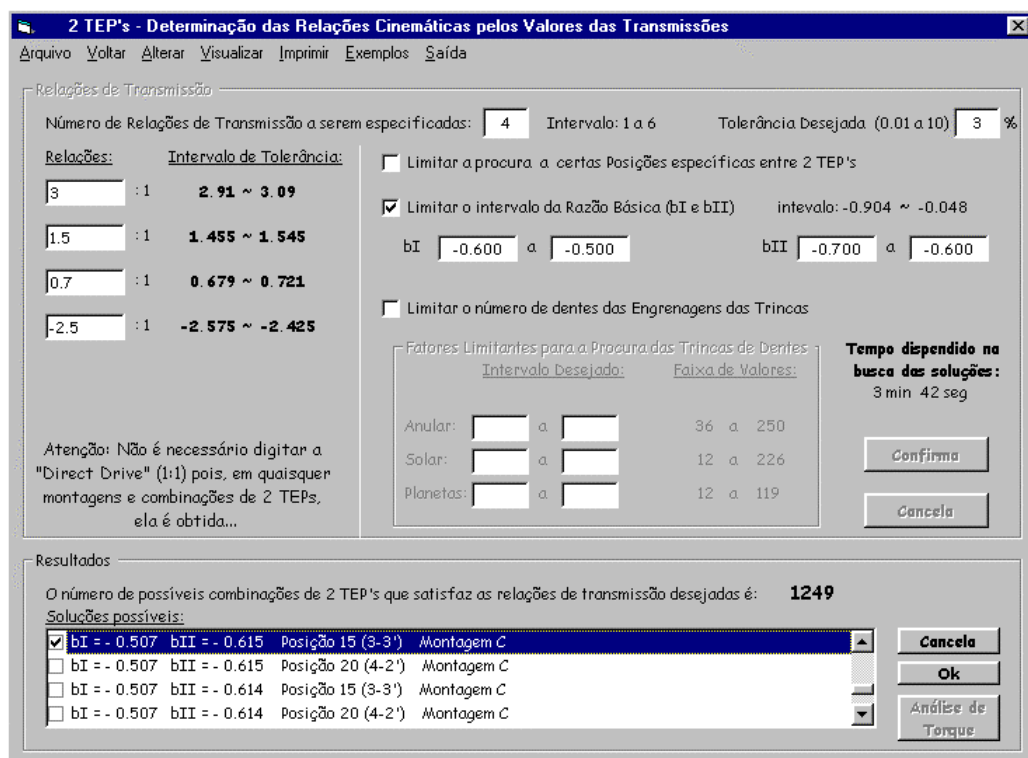 2 TEP's - Determinação das Relações Cinemáticas pelos Valores das Transmissões
Arquivo Voltar Alterar Visualizar Imprimir Exemplos Saída
Relações de Transmissão
Número de Relações de Transmissão a serem especificadas: 4 Intervalo: 1 a 6 Tolerância Desejada (0.01 a 10) 3 %
Relações: Intervalo de Tolerância:
3 : 1 2.91 ~ 3.09
1.5 : 1 1.455 ~ 1.545
0.7 : 1 0.679 ~ 0.721
-2.5 : 1 -2.575 ~ -2.425
Atenção: Não é necessário digitar a
"Direct Drive" (1:1) pois, em quaisquer
montagens e combinações de 2 TEPs,
ela é obtida...
Limitar a procura a certas Posições específicas entre 2 TEP's
Limitar o intervalo da Razão Básica (bI e bII) intevalo: -0.904 ~ -0.048
bI -0.600 a -0.500 bII -0.700 a -0.600
Limitar o número de dentes das Engrenagens das Trincas
Fatores Limitantes para a Procura das Trincas de Dentes
Intervalo Desejado: Faixa de Valores:
Anular: a 36 a 250
Solar: a 12 a 226
Planetas: a 12 a 119
Tempo dispendido na
busca das soluções:
3 min 42 seg
Confirma
Cancela
Resultados
O número de possíveis combinações de 2 TEP's que satisfaz as relações de transmissão desejadas é: 1249
Soluções possíveis:
bI = - 0.507 bII = - 0.615 Posição 15 (3-3') Montagem C
bI = - 0.507 bII = - 0.615 Posição 20 (4-2') Montagem C
bI = - 0.507 bII = - 0.614 Posição 15 (3-3') Montagem C
bI = - 0.507 bII = - 0.614 Posição 20 (4-2') Montagem C
Cancela
Ok
Análise de
Torque